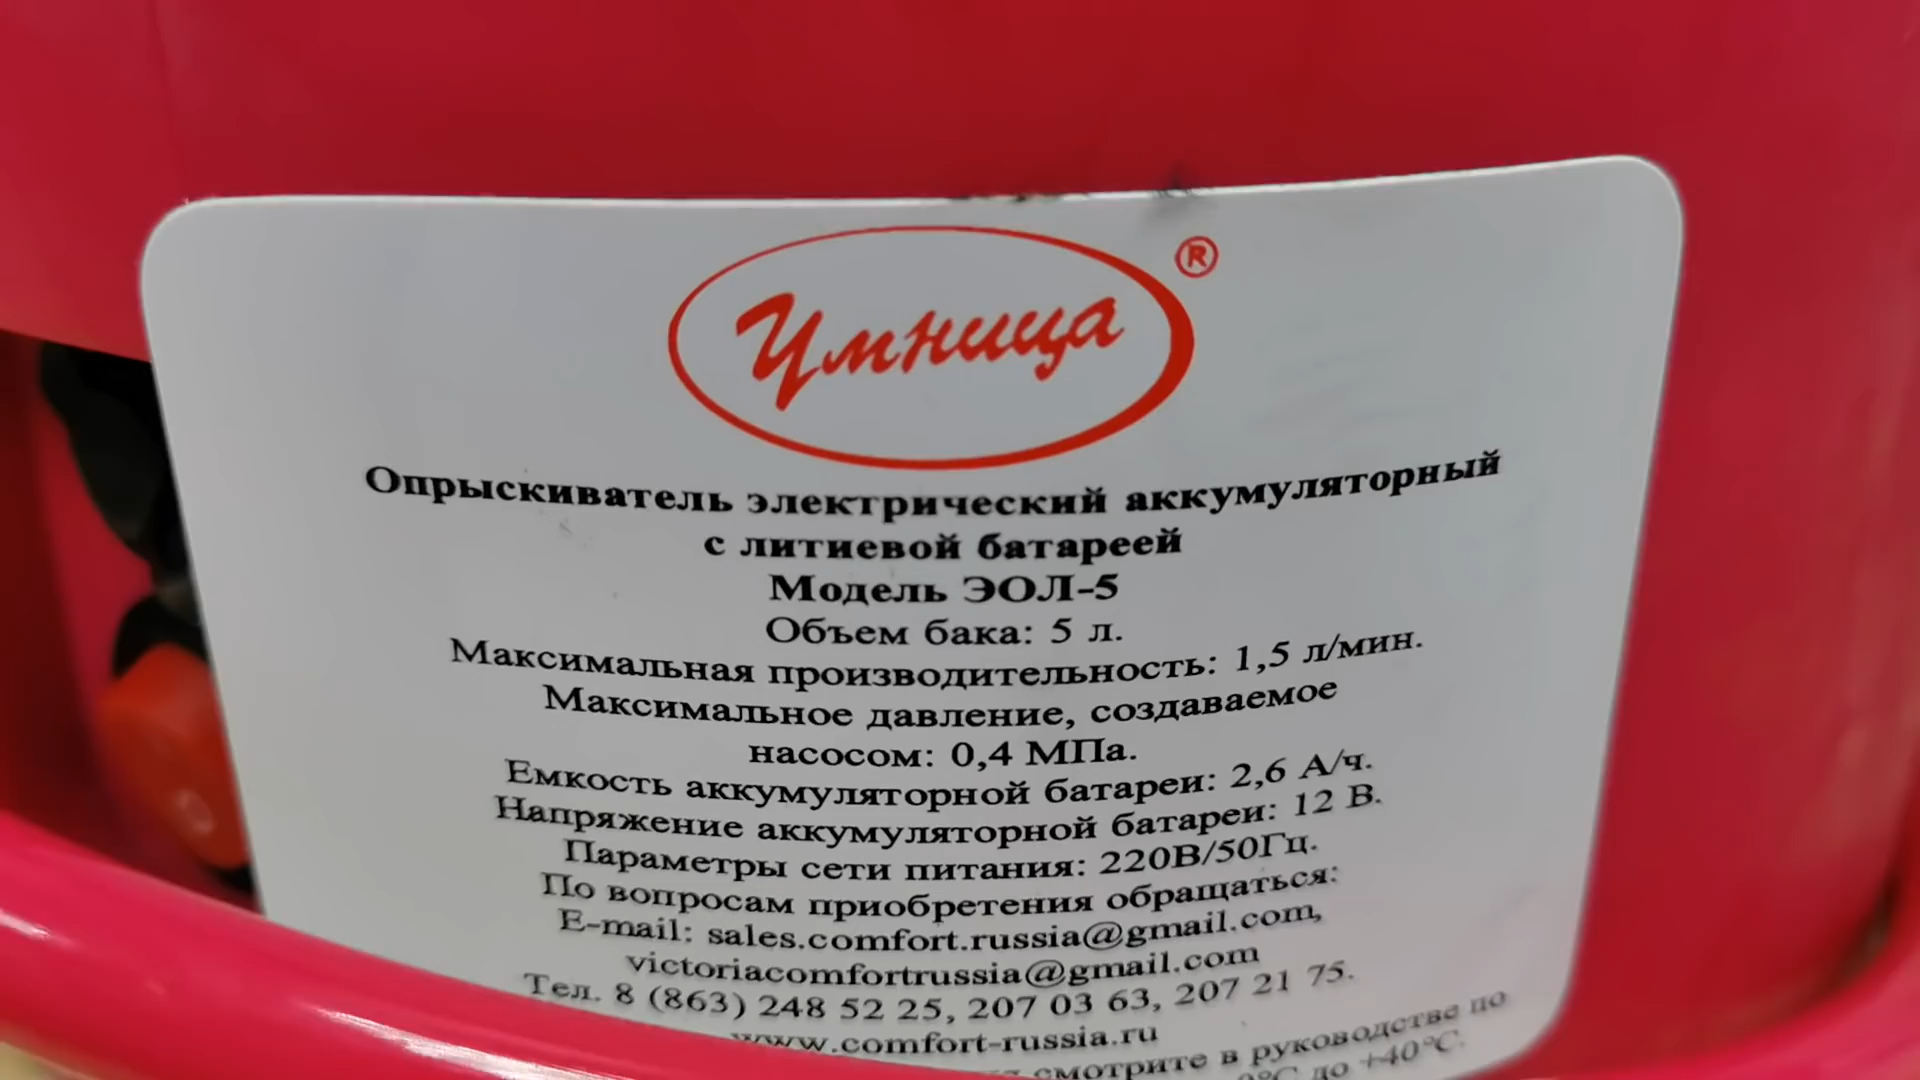 Умница ®
Опрыскиватель электрический аккумуляторный
с литиевой батареей
Модель ЭОЛ-5
Объем бака: 5 л.
Максимальная производительность: 1,5 л/мин.
Максимальное давление, создаваемое
насосом: 0,4 МПа.
Емкость аккумуляторной батареи: 2,6 А/ч.
Напряжение аккумуляторной батареи: 12 В.
Параметры сети питания: 220В/50Гц.
По вопросам приобретения обращаться:
E-mail: sales.comfort.russia@gmail.com,
victoriacomfortrussia@gmail.com
Тел. 8 (863) 248 52 25, 207 03 63, 207 21 75.
www.comfort-russia.ru
смотрите в руководстве по
до +40°С.